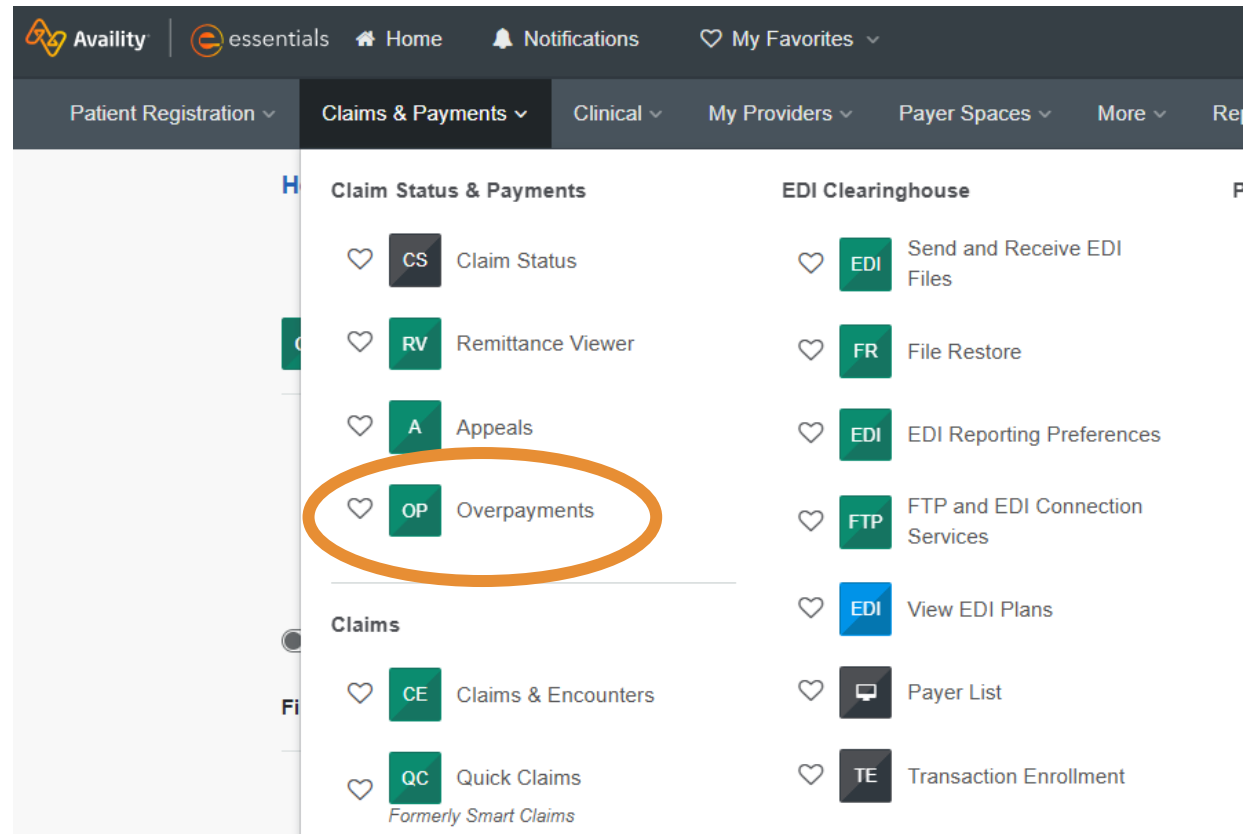 Availity essentials Home Notifications My Favorites
Patient Registration Claims & Payments Clinical My Providers Payer Spaces More
Claim Status & Payments
CS Claim Status
RV Remittance Viewer
A Appeals
OP Overpayments
Claims
CE Claims & Encounters
QC Quick Claims
Formerly Smart Claims
EDI Clearinghouse
EDI Send and Receive EDI
Files
FR File Restore
EDI EDI Reporting Preferences
FTP FTP and EDI Connection
Services
EDI View EDI Plans
Payer List
TE Transaction Enrollment